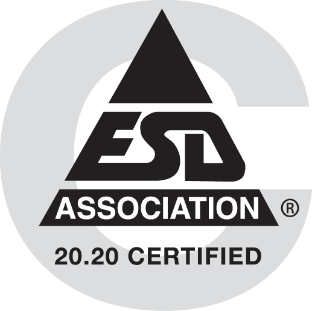 ESD
ASSOCIATION ®
20.20 CERTIFIED